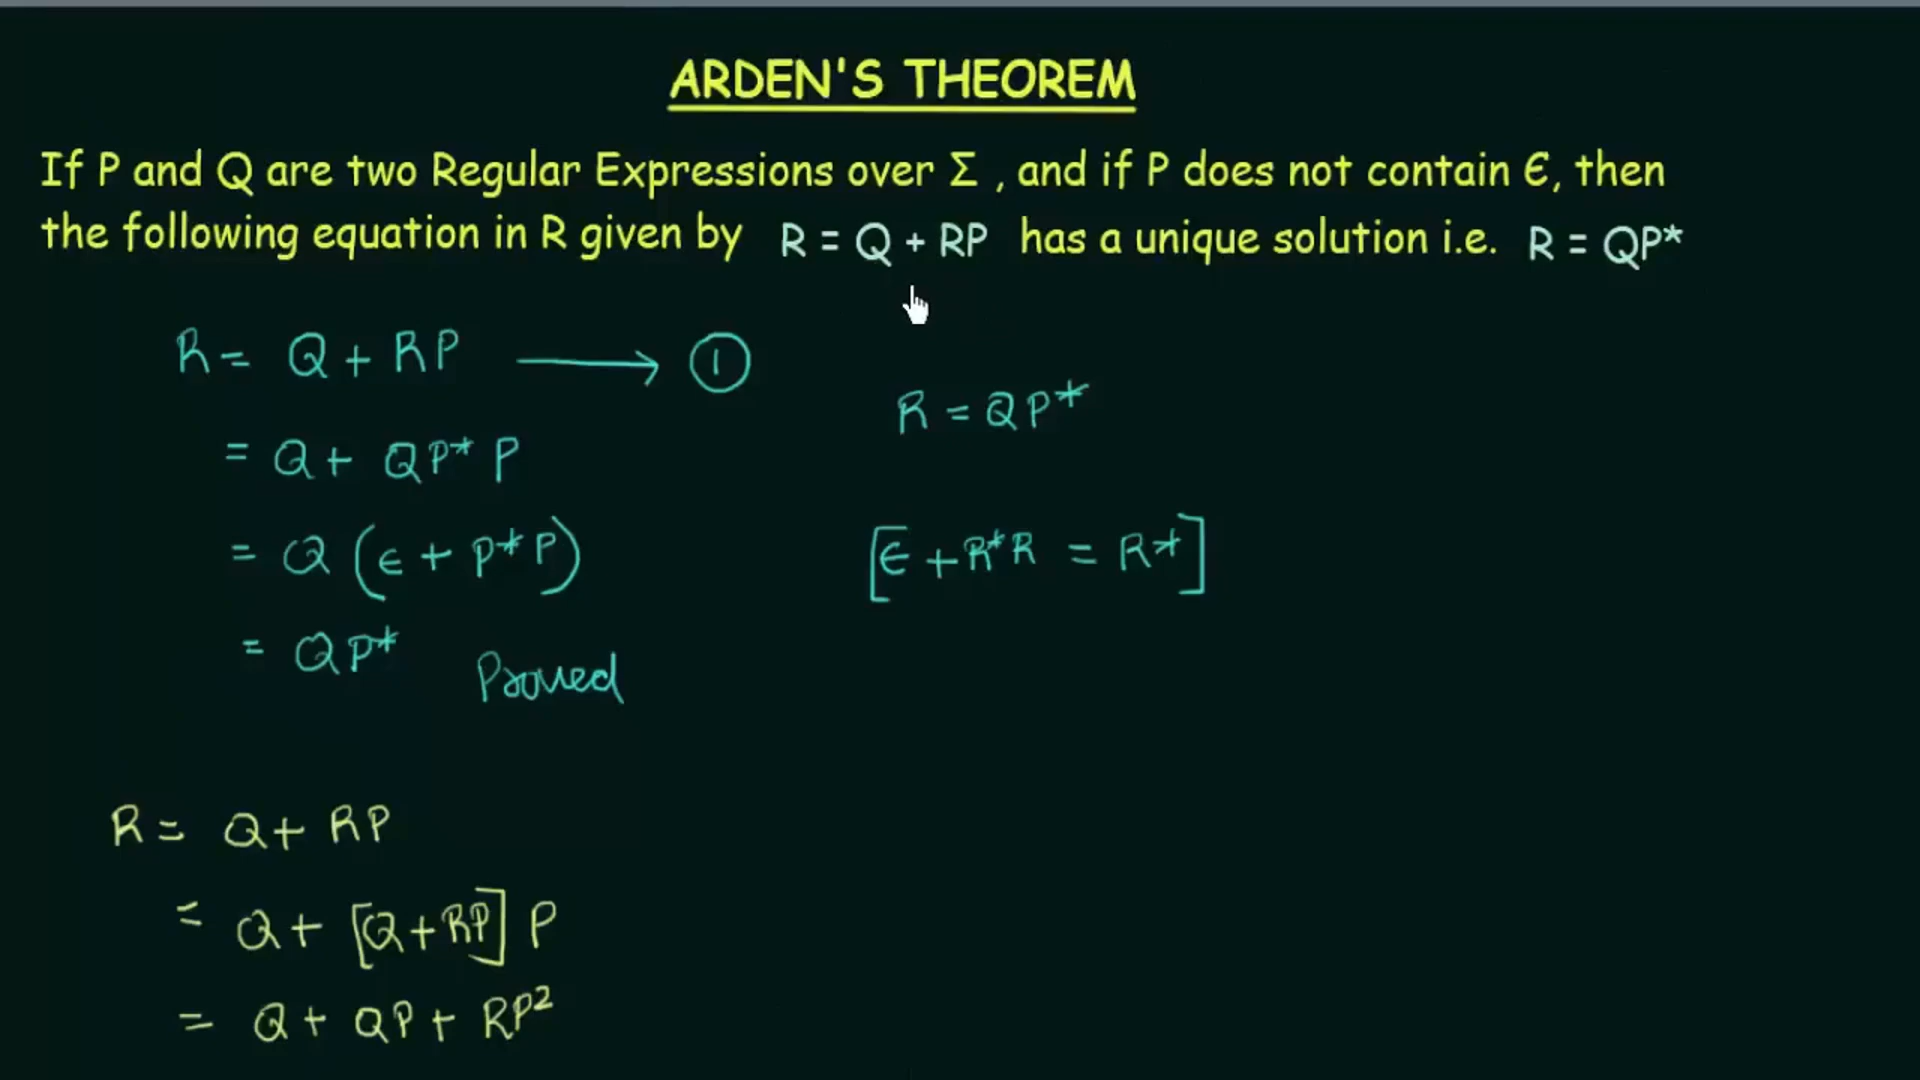 ARDEN'S THEOREM
If P and Q are two Regular Expressions over Σ , and if P does not contain Є, then
the following equation in R given by R = Q + RP has a unique solution i.e. R = QP*
R = Q + RP ⟶ ①
R = QP*
= Q + QP* P
= Q (ϵ + P* P)
[ϵ + R* R = R*]
= QP* Proved
R = Q + RP
= Q + [Q + RP] P
= Q + QP + RP²